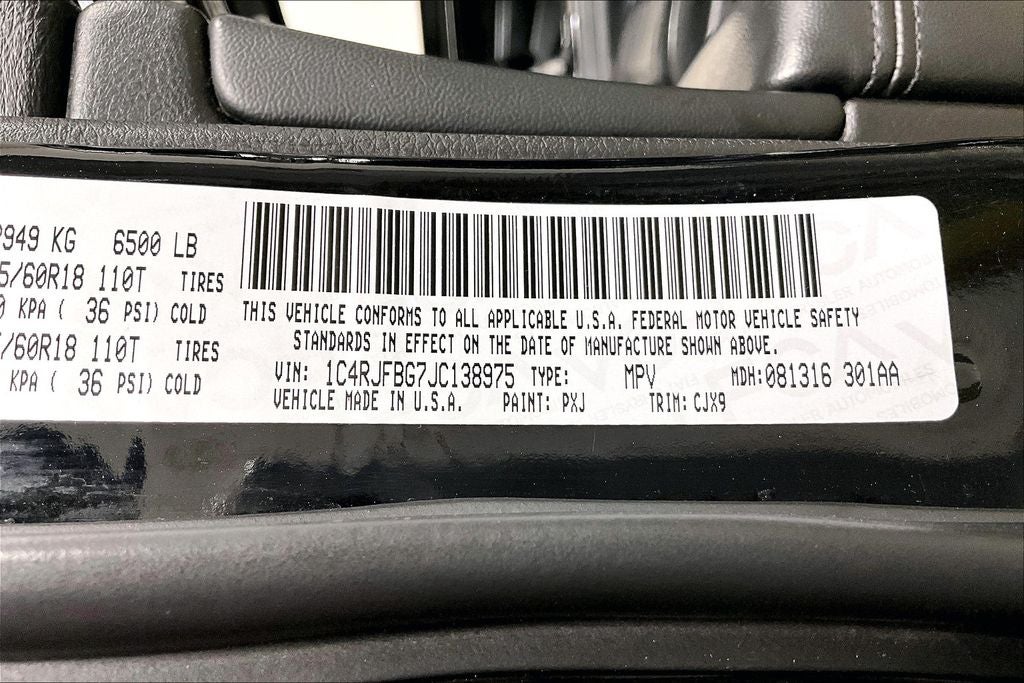 949 KG 6500 LB
5/60R18 110T TIRES
0 KPA ( 36 PSI) COLD
/60R18 110T TIRES
KPA ( 36 PSI) COLD
THIS VEHICLE CONFORMS TO ALL APPLICABLE U.S.A. FEDERAL MOTOR VEHICLE SAFETY
STANDARDS IN EFFECT ON THE DATE OF MANUFACTURE SHOWN ABOVE.
VIN: 1C4RJFBG7JC138975 TYPE: MPV MDH:081316 301AA
VEHICLE MADE IN U.S.A. PAINT: PXJ TRIM: CJX9